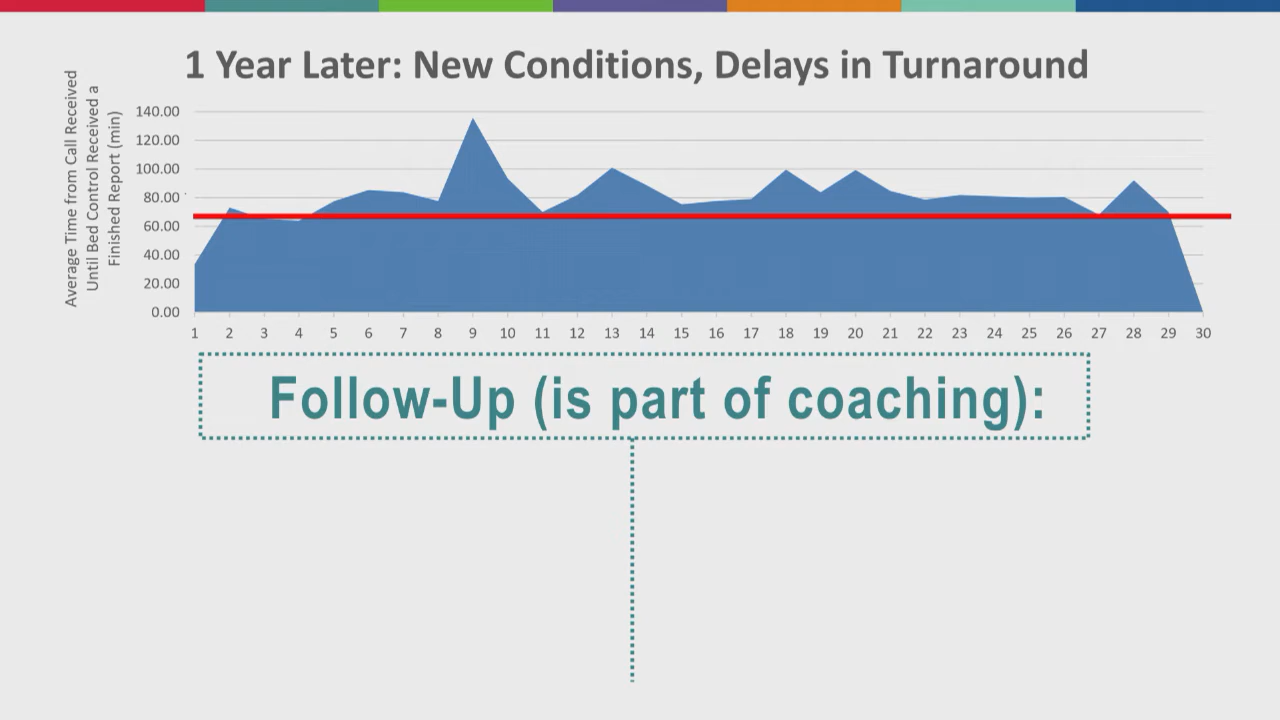 1 Year Later: New Conditions, Delays in Turnaround
Average Time from Call Received
Until Bed Control Received a
Finished Report (min)
140.00
120.00
100.00
80.00
60.00
40.00
20.00
0.00
1 2 3 4 5 6 7 8 9 10 11 12 13 14 15 16 17 18 19 20 21 22 23 24 25 26 27 28 29 30
Follow-Up (is part of coaching):